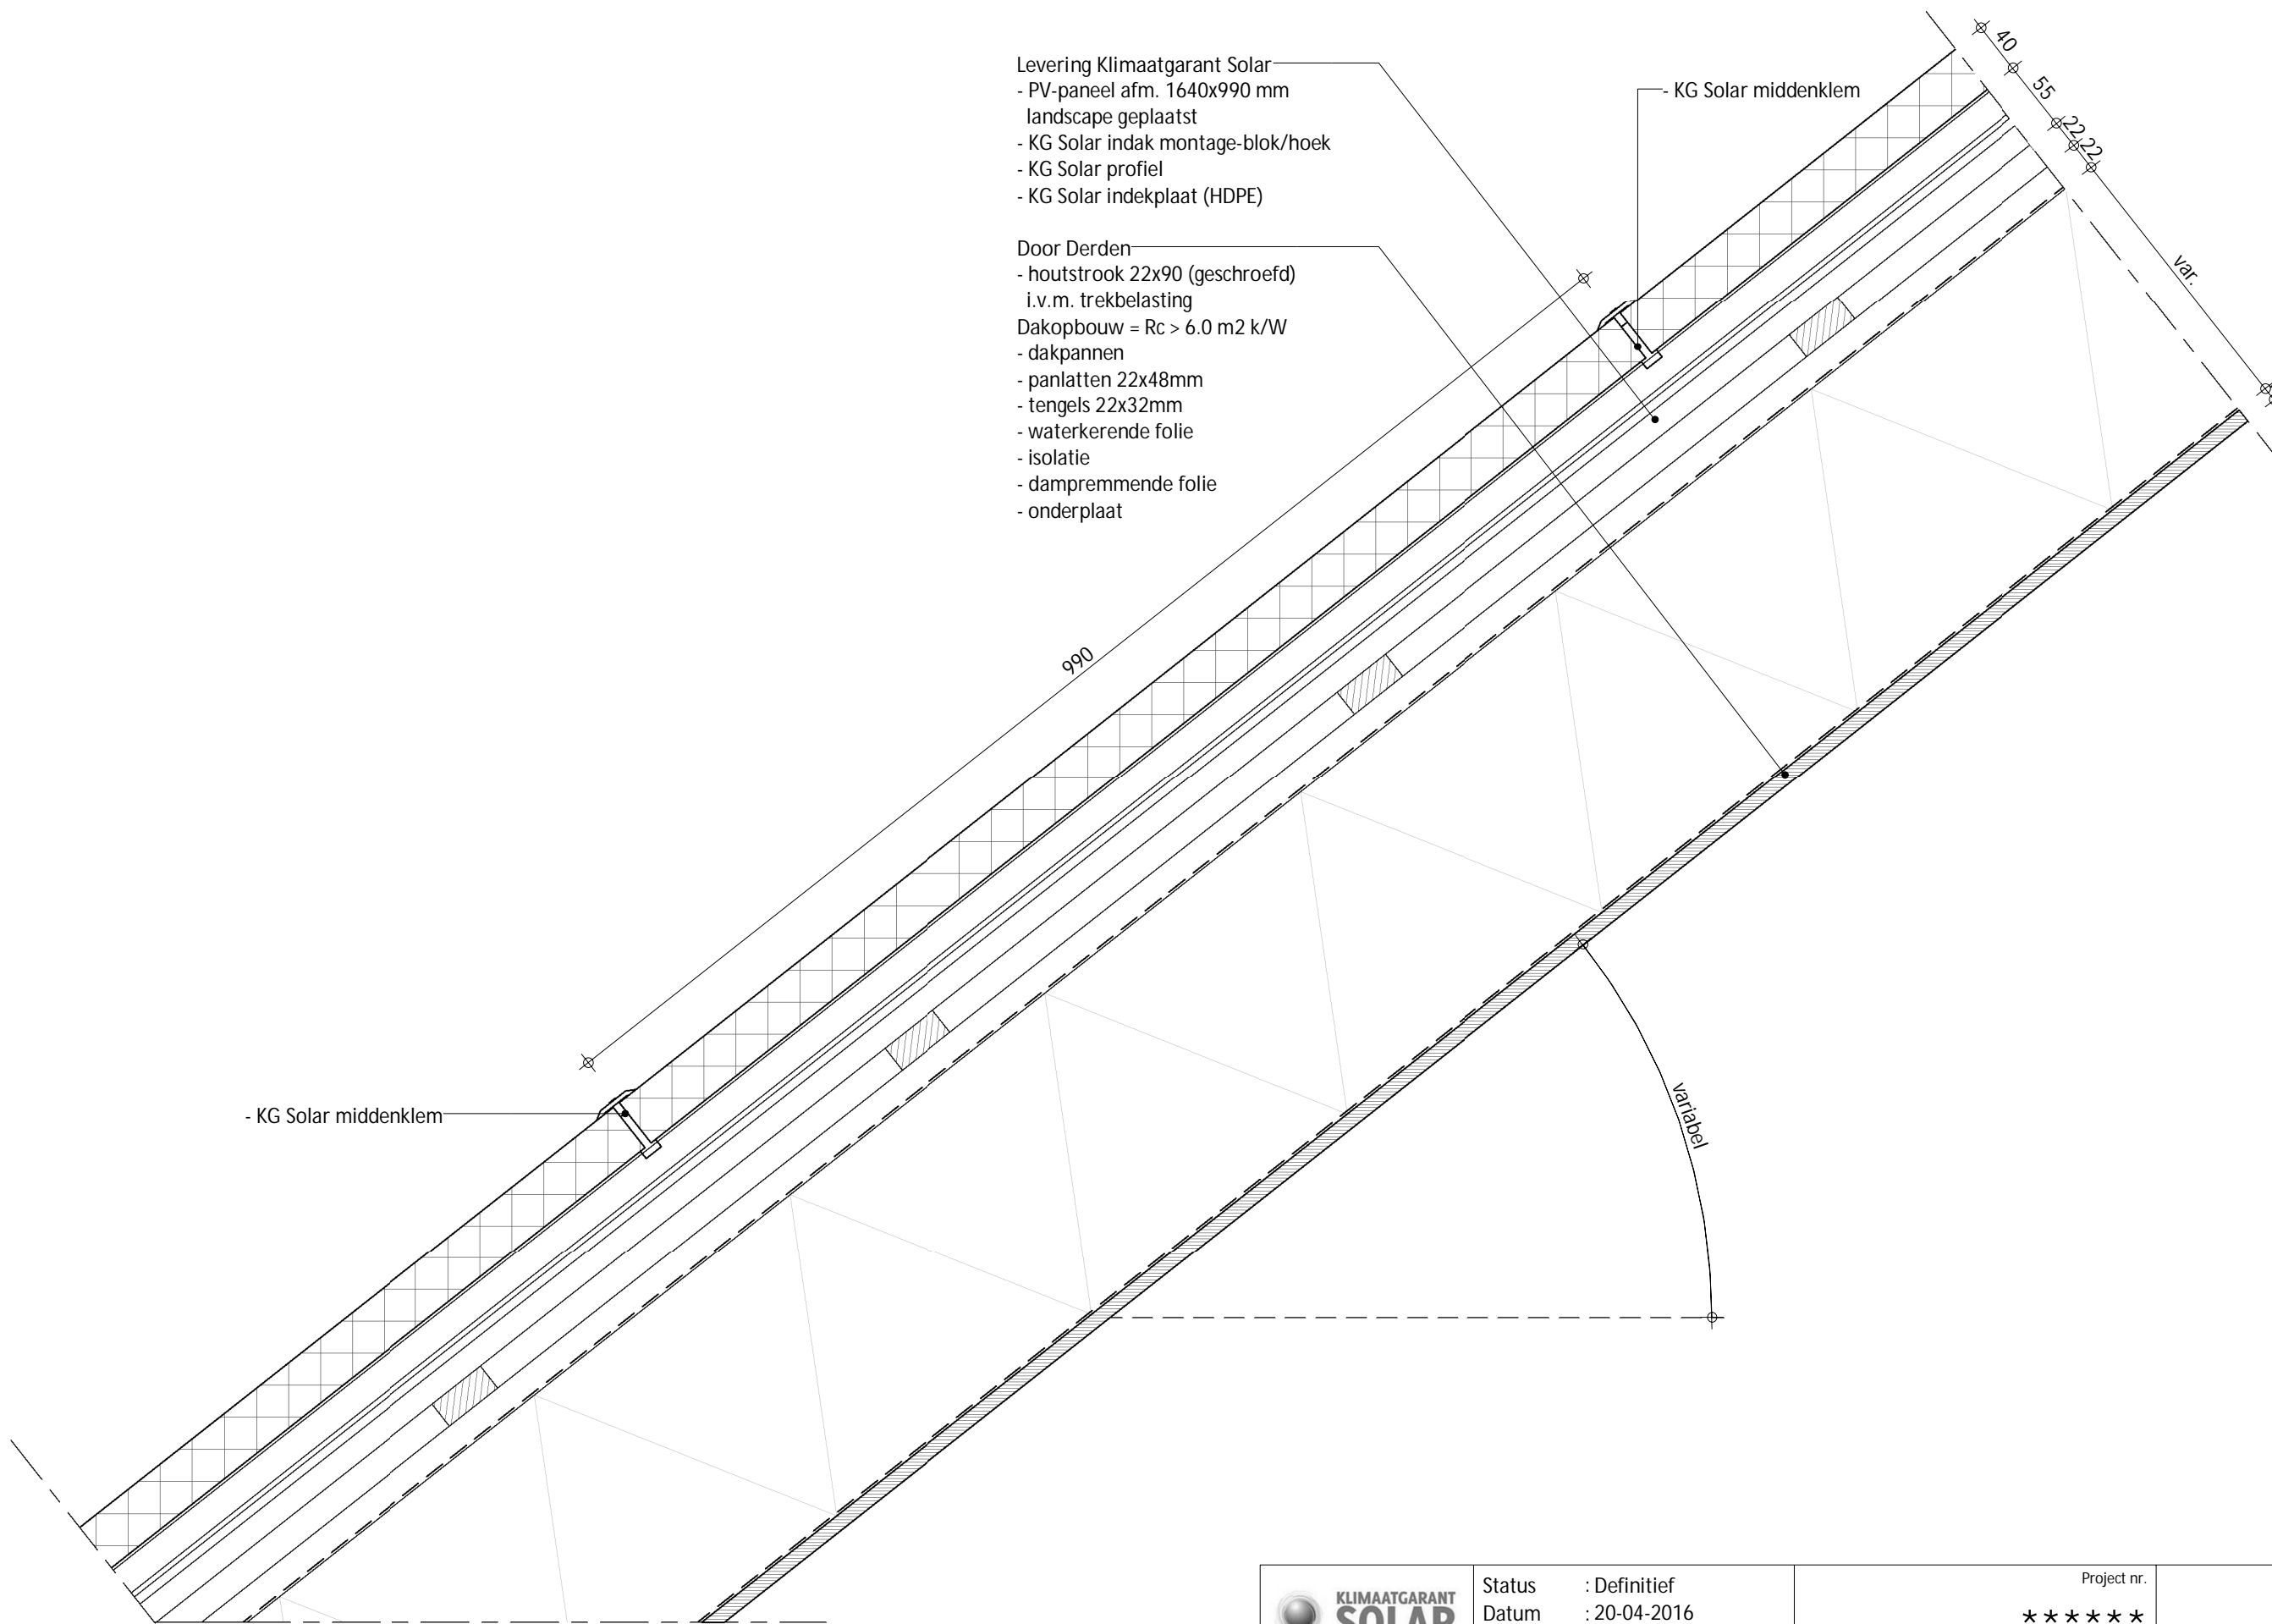 Levering Klimaatgarant Solar
- PV-paneel afm. 1640x990 mm
landscape geplaatst
- KG Solar indak montage-blok/hoek
- KG Solar profiel
- KG Solar indekplaat (HDPE)
- KG Solar middenklem
40
55
22
22
var.
Door Derden
- houtstrook 22x90 (geschroefd)
i.v.m. trekbelasting
Dakopbouw = Rc > 6.0 m2 k/W
- dakpannen
- panlatten 22x48mm
- tengels 22x32mm
- waterkerende folie
- isolatie
- dampremmende folie
- onderplaat
990
- KG Solar middenklem
variabel
KLIMAATGARANT
SOLAR
Status : Definitief
Datum : 20-04-2016
Project nr.
******